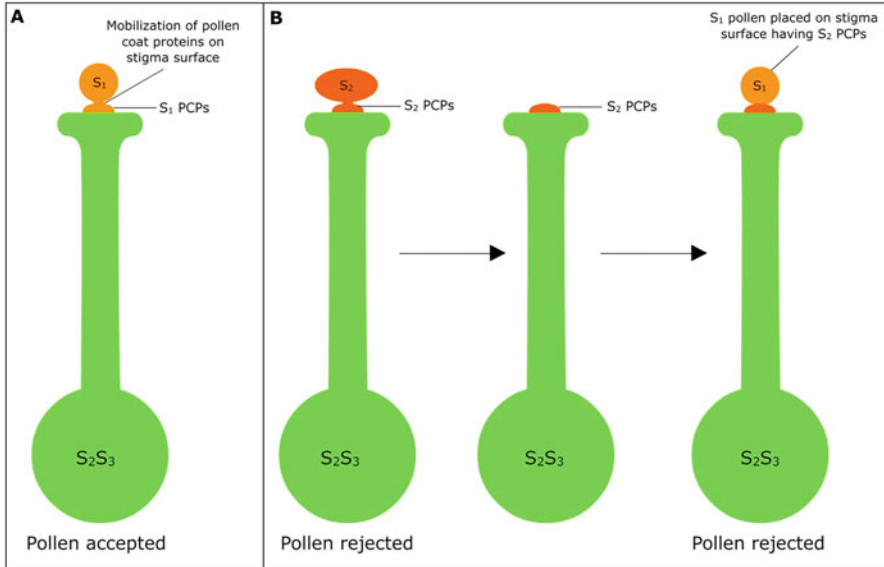 A
Mobilization of pollen
coat proteins on
stigma surface
S₁
S₁ PCPs
S₂S₃
Pollen accepted
B
S₂
S₂ PCPs
S₂S₃
Pollen rejected
S₂ PCPs
S₂S₃
S₁ pollen placed on stigma
surface having S₂ PCPs
S₁
S₂S₃
Pollen rejected